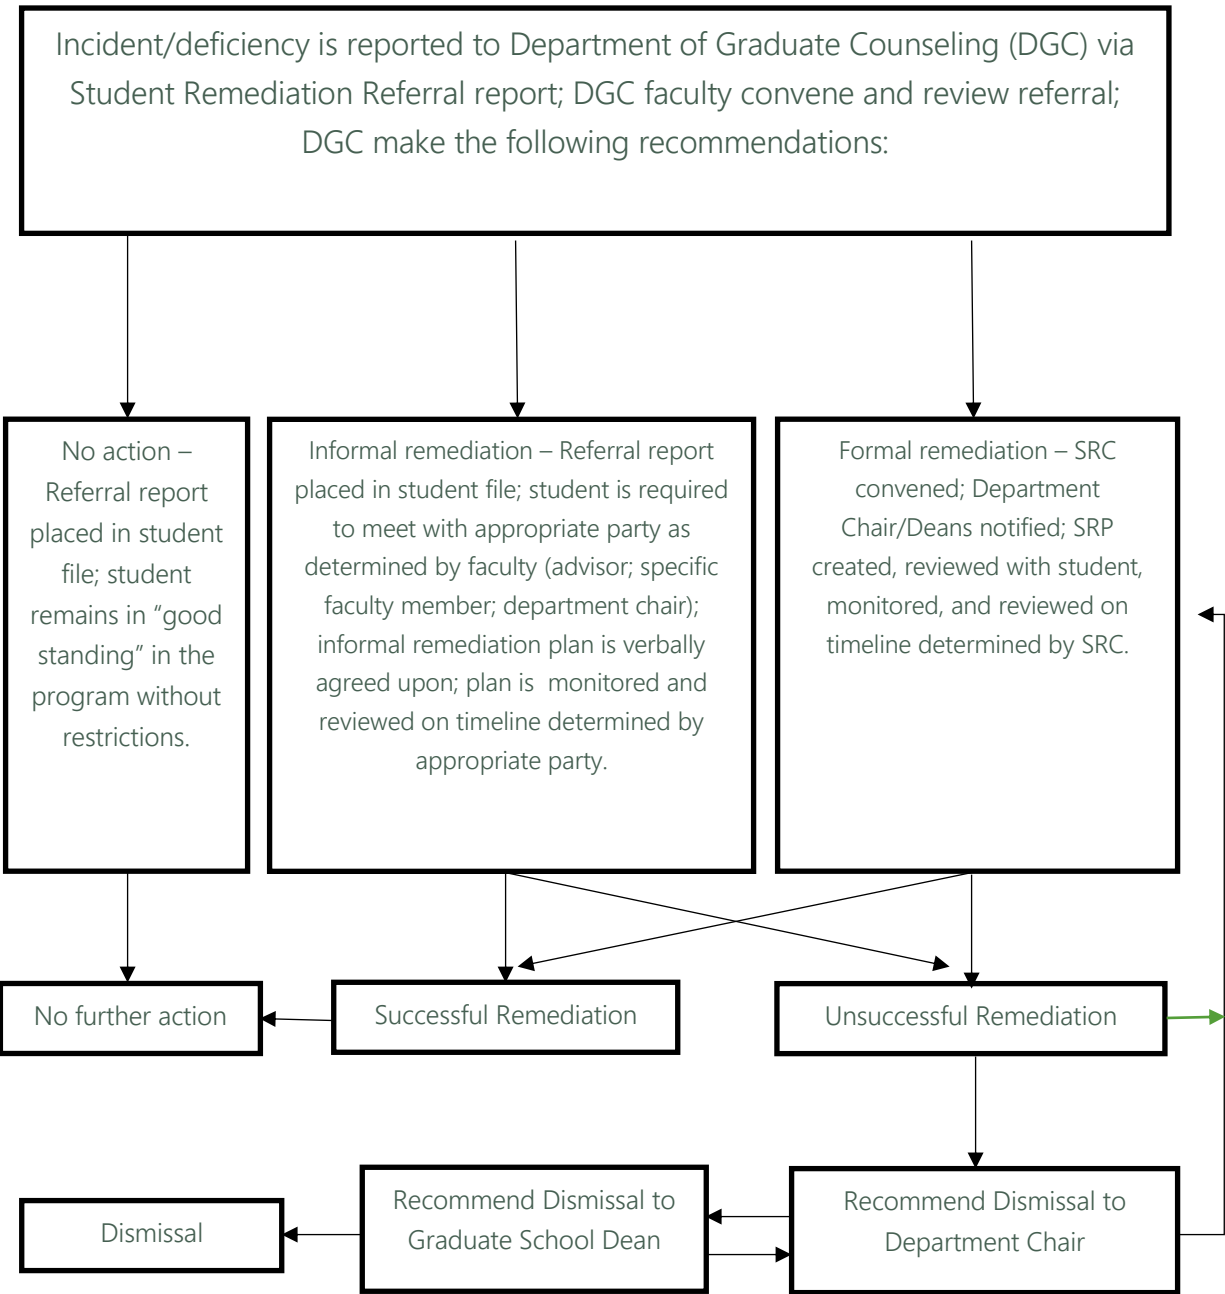 Incident/deficiency is reported to Department of Graduate Counseling (DGC) via
Student Remediation Referral report; DGC faculty convene and review referral;
DGC make the following recommendations:
No action –
Referral report
placed in student
file; student
remains in “good
standing” in the
program without
restrictions.
Informal remediation – Referral report
placed in student file; student is required
to meet with appropriate party as
determined by faculty (advisor; specific
faculty member; department chair);
informal remediation plan is verbally
agreed upon; plan is  monitored and
reviewed on timeline determined by
appropriate party.
Formal remediation – SRC
convened; Department
Chair/Deans notified; SRP
created, reviewed with student,
monitored, and reviewed on
timeline determined by SRC.
No further action
Successful Remediation
Unsuccessful Remediation
Dismissal
Recommend Dismissal to
Graduate School Dean
Recommend Dismissal to
Department Chair